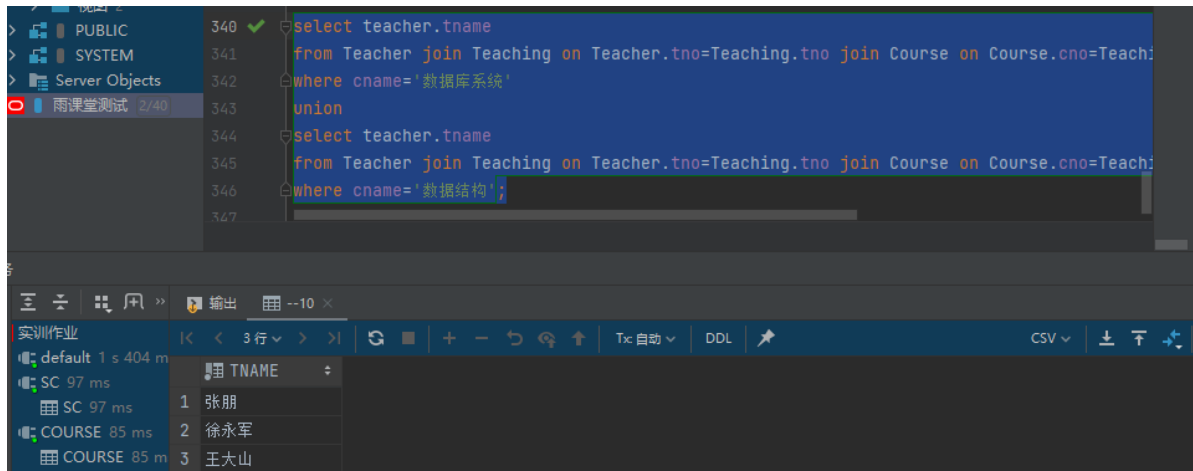 视图 2
PUBLIC
SYSTEM
Server Objects
雨课堂测试 2/40
340 select teacher.tname
341 from Teacher join Teaching on Teacher.tno=Teaching.tno join Course on Course.cno=Teachi
342 where cname='数据库系统'
343 union
344 select teacher.tname
345 from Teacher join Teaching on Teacher.tno=Teaching.tno join Course on Course.cno=Teachi
346 where cname='数据结构';
347
务
输出 --10
实训作业
default 1 s 404 m
SC 97 ms
SC 97 ms
COURSE 85 ms
COURSE 85 m
3 行 Tx: 自动 DDL CSV
TNAME
1 张朋
2 徐永军
3 王大山